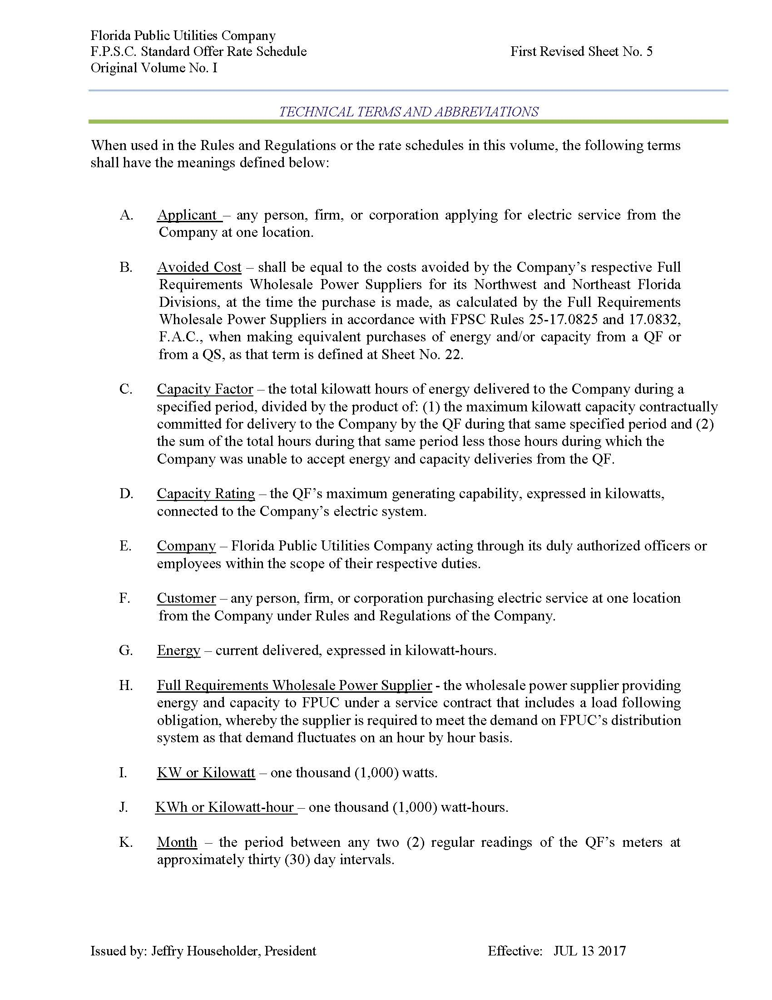 Florida Public Utilities Company
F.P.S.C. Standard Offer Rate Schedule First Revised Sheet No. 5
Original Volume No. I
TECHNICAL TERMS AND ABBREVIATIONS
When used in the Rules and Regulations or the rate schedules in this volume, the following terms
shall have the meanings defined below:
A. Applicant – any person, firm, or corporation applying for electric service from the
Company at one location.
B. Avoided Cost – shall be equal to the costs avoided by the Company’s respective Full
Requirements Wholesale Power Suppliers for its Northwest and Northeast Florida
Divisions, at the time the purchase is made, as calculated by the Full Requirements
Wholesale Power Suppliers in accordance with FPSC Rules 25-17.0825 and 17.0832,
F.A.C., when making equivalent purchases of energy and/or capacity from a QF or
from a QS, as that term is defined at Sheet No. 22.
C. Capacity Factor – the total kilowatt hours of energy delivered to the Company during a
specified period, divided by the product of: (1) the maximum kilowatt capacity contractually
committed for delivery to the Company by the QF during that same specified period and (2)
the sum of the total hours during that same period less those hours during which the
Company was unable to accept energy and capacity deliveries from the QF.
D. Capacity Rating – the QF’s maximum generating capability, expressed in kilowatts,
connected to the Company’s electric system.
E. Company – Florida Public Utilities Company acting through its duly authorized officers or
employees within the scope of their respective duties.
F. Customer – any person, firm, or corporation purchasing electric service at one location
from the Company under Rules and Regulations of the Company.
G. Energy – current delivered, expressed in kilowatt-hours.
H. Full Requirements Wholesale Power Supplier - the wholesale power supplier providing
energy and capacity to FPUC under a service contract that includes a load following
obligation, whereby the supplier is required to meet the demand on FPUC’s distribution
system as that demand fluctuates on an hour by hour basis.
I. KW or Kilowatt – one thousand (1,000) watts.
J. KWh or Kilowatt-hour – one thousand (1,000) watt-hours.
K. Month – the period between any two (2) regular readings of the QF’s meters at
approximately thirty (30) day intervals.
Issued by: Jeffry Householder, President Effective: JUL 13 2017